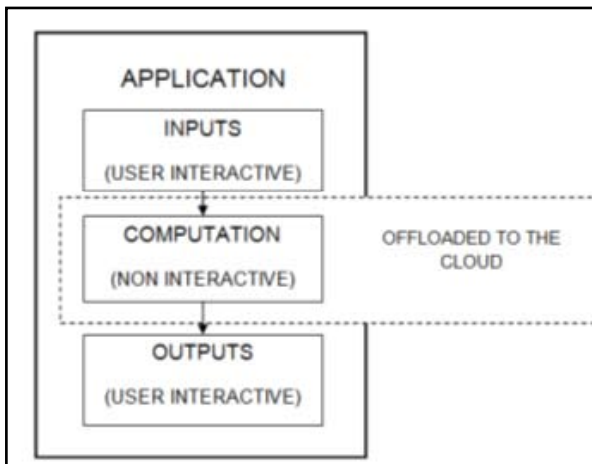 APPLICATION
INPUTS
(USER INTERACTIVE)
COMPUTATION
(NON INTERACTIVE)
OFFLOADED TO THE
CLOUD
OUTPUTS
(USER INTERACTIVE)